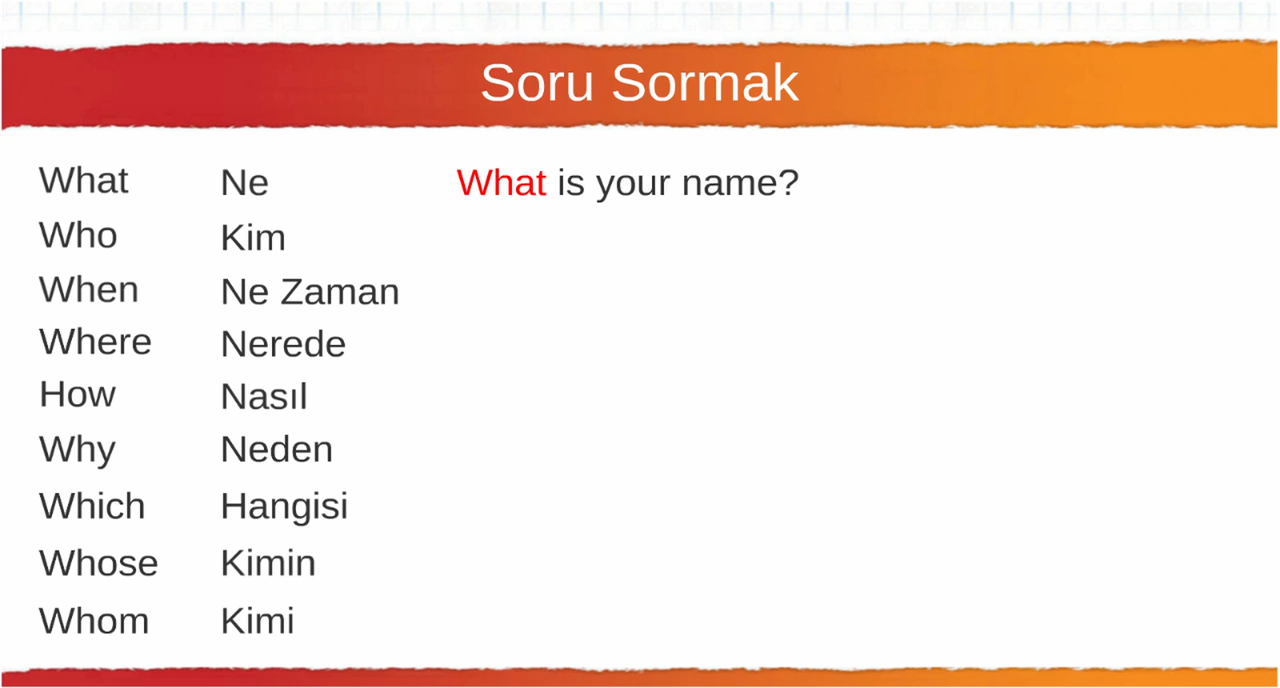 Soru Sormak
What Ne What is your name?
Who Kim
When Ne Zaman
Where Nerede
How Nasıl
Why Neden
Which Hangisi
Whose Kimin
Whom Kimi